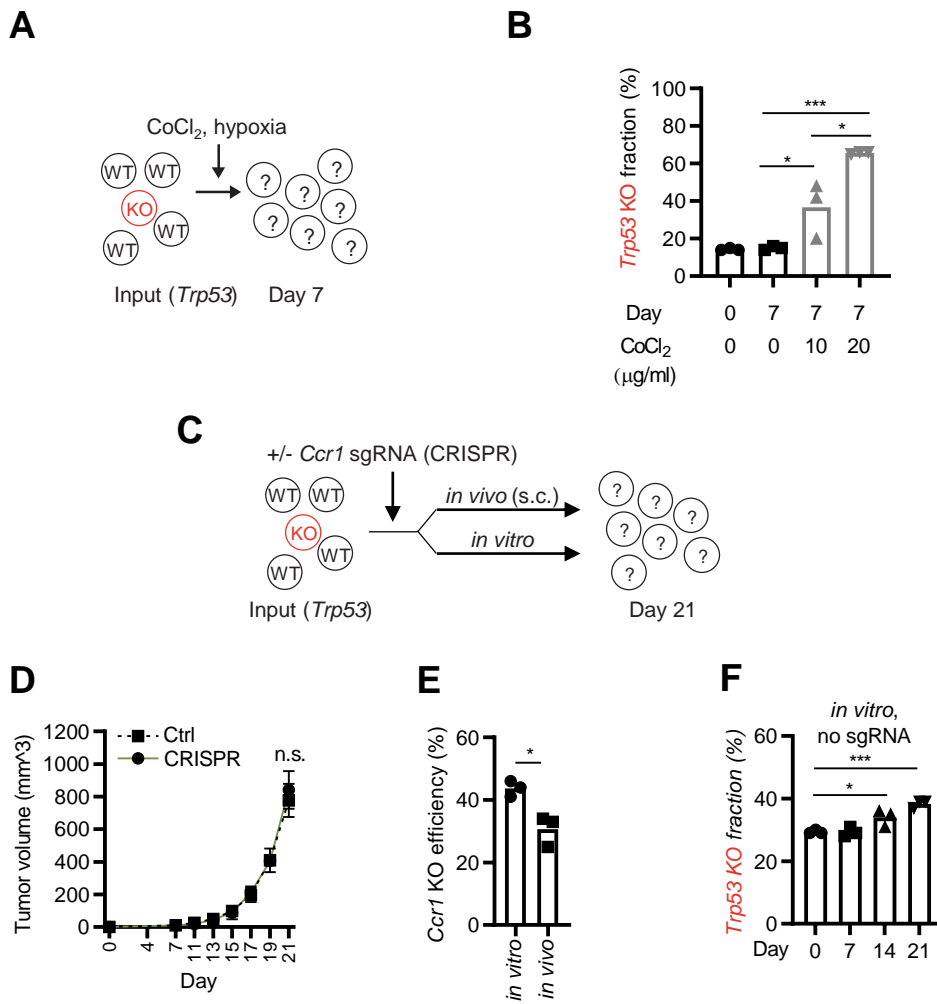 A
CoCl₂, hypoxia
WT WT
KO
WT WT
? ? ? ? ? ? ?
Input (Trp53) Day 7
B
Trp53 KO fraction (%)
100
80
60
40
20
0
***
*
*
Day 0 7 7 7
CoCl₂ 0 0 10 20
(μg/ml)
C
+/- Ccr1 sgRNA (CRISPR)
WT WT
KO
WT WT
in vivo (s.c.)
in vitro
? ? ? ? ? ? ?
Input (Trp53) Day 21
D
Tumor volume (mm^3)
1200
1000
800
600
400
200
0
Ctrl
CRISPR
n.s.
0 4 7 11 13 15 17 19 21
Day
E
Ccr1 KO efficiency (%)
60
40
20
0
*
in vitro
in vivo
F
in vitro,
no sgRNA
Trp53 KO fraction (%)
60
40
20
0
***
*
Day 0 7 14 21